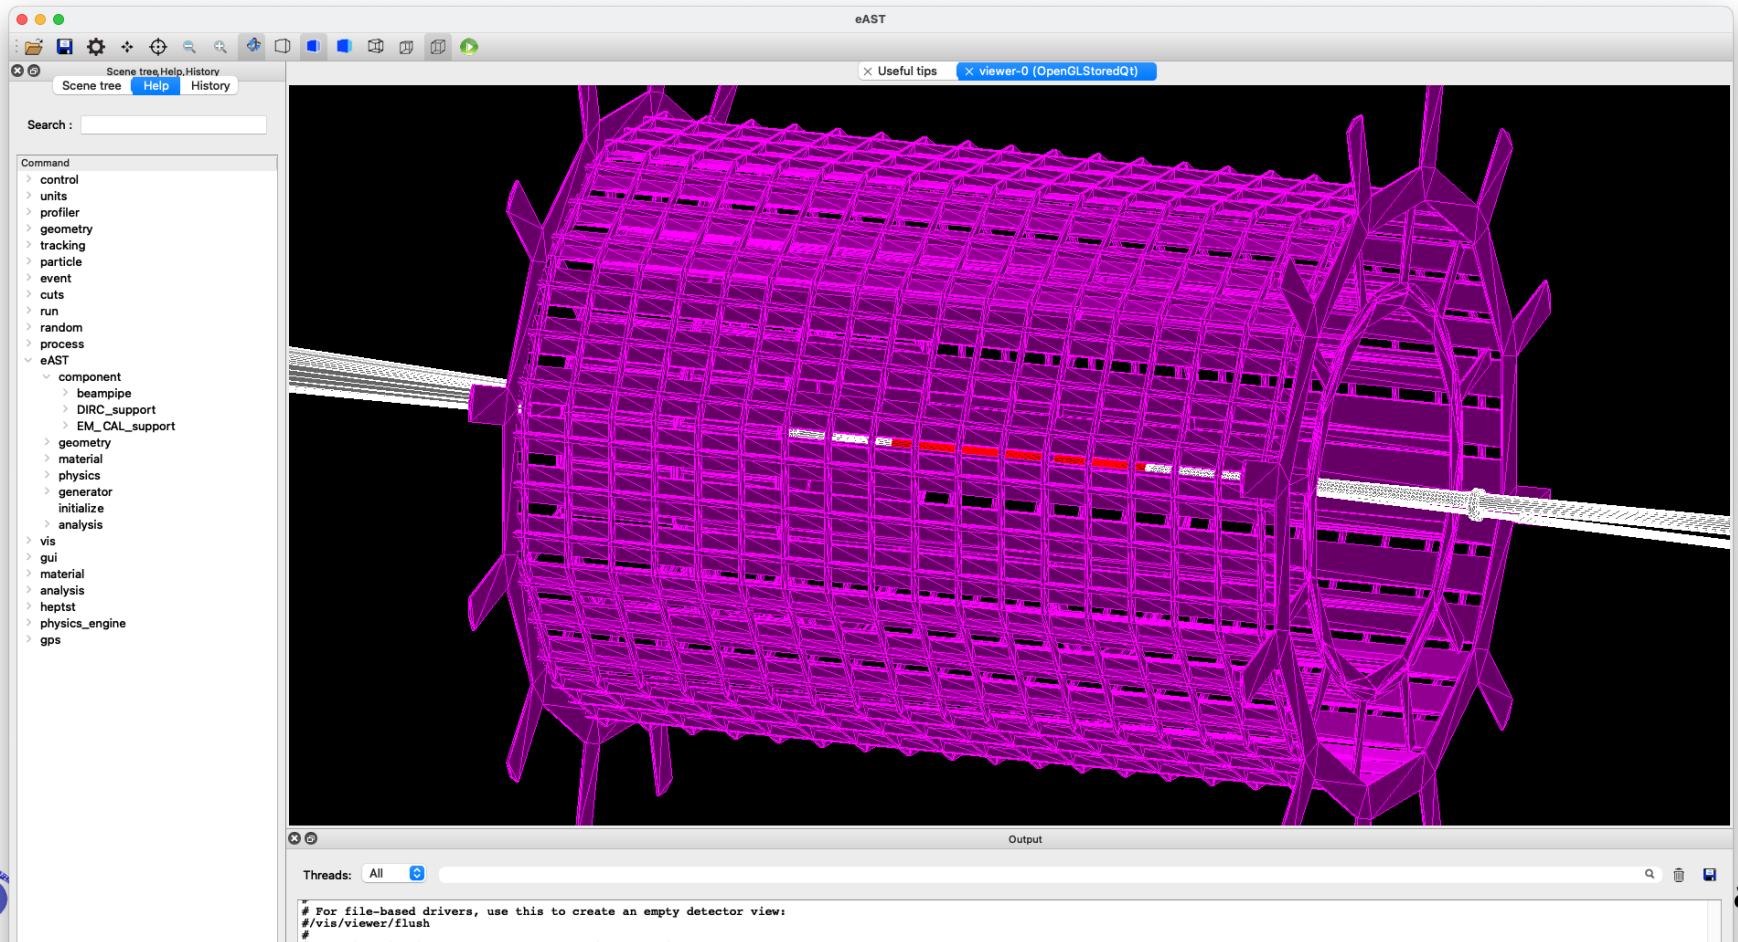 eAST
Scene tree,Help,History
Scene tree
Help
History
Useful tips
viewer-0 (OpenGLStoredQt)
Search :
Command
control
units
profiler
geometry
tracking
particle
event
cuts
run
random
process
eAST
component
beampipe
DIRC_support
EM_CAL_support
geometry
material
physics
generator
initialize
analysis
vis
gui
material
analysis
heptst
physics_engine
gps
Output
Threads: All
#
# For file-based drivers, use this to create an empty detector view:
#/vis/viewer/flush
#